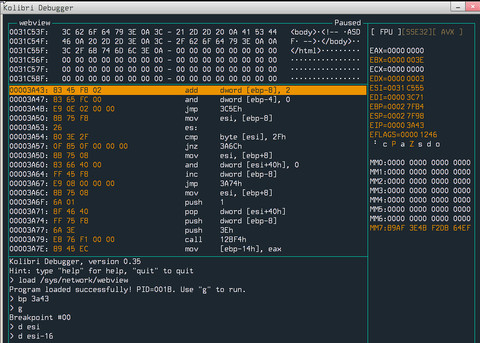 Kolibri Debugger
webview Paused
0031C53F: 3C 62 6F 64 79 3E 0A 3C - 21 2D 2D 20 0A 41 53 44 <body>·<!-- ·ASD
0031C54F: 46 0A 20 2D 2D 3E 0A 3C - 2F 62 6F 64 79 3E 0A 3C F· -->·</body>·<
0031C55F: 3C 2F 68 74 6D 6C 3E 00 - 00 00 00 00 00 00 00 00
0031C56F: 00 00 00 00 00 00 00 00 - 00 00 00 00 00 00 00 00
0031C57F: 00 00 00 00 00 00 00 00 - 00 00 00 00 00 00 00 00
0031C58F: 00 00 00 00 00 00 00 00 - 00 00 00 00 00 00 00 00
00003A43: 83 45 F8 02 add dword [ebp-8], 2
00003A47: 83 65 FC 00 and dword [ebp-4], 0
00003A4B: E9 0E 02 00 00 jmp 3C5Eh
00003A50: 8B 75 F8 mov esi, [ebp-8]
00003A53: 26 es:
00003A54: 80 3E 2F cmp byte [esi], 2Fh
00003A57: 0F 85 0F 00 00 00 jnz 3A6Ch
00003A5D: 8B 75 08 mov esi, [ebp+8]
00003A60: 83 66 40 00 and dword [esi+40h], 0
00003A64: FF 45 F8 inc dword [ebp-8]
00003A67: E9 08 00 00 00 jmp 3A74h
00003A6C: 8B 75 08 mov esi, [ebp+8]
00003A6F: 6A 01 push 1
00003A71: 8F 46 40 pop dword [esi+40h]
00003A74: FF 75 F8 push dword [ebp-8]
00003A77: 6A 3E push 3Eh
00003A79: E8 76 F1 00 00 call 12BF4h
00003A7E: 89 45 EC mov [ebp-14h], eax
[ FPU ][SSE32][ AVX ]
EAX=0000 0000
EBX=0000 003E
ECX=0000 0000
EDX=0000 0003
ESI=0031 C555
EDI=0000 3C71
EBP=0002 7FB4
ESP=0002 7F98
EIP=0000 3A43
EFLAGS=0000 1246
c P a Z s d o
MM0:0000 0000 0000 0000
MM1:0000 0000 0000 0000
MM2:0000 0000 0000 0000
MM3:0000 0000 0000 0000
MM4:0000 0000 0000 0000
MM5:0000 0000 0000 0000
MM6:0000 0000 0000 0000
MM7:B9AF 3E4B F2DB 64EF
Kolibri Debugger, version 0.35
Hint: type "help" for help, "quit" to quit
> load /sys/network/webview
Program loaded successfully! PID=001B. Use "g" to run.
> bp 3a43
> g
Breakpoint #00
> d esi
> d esi-16